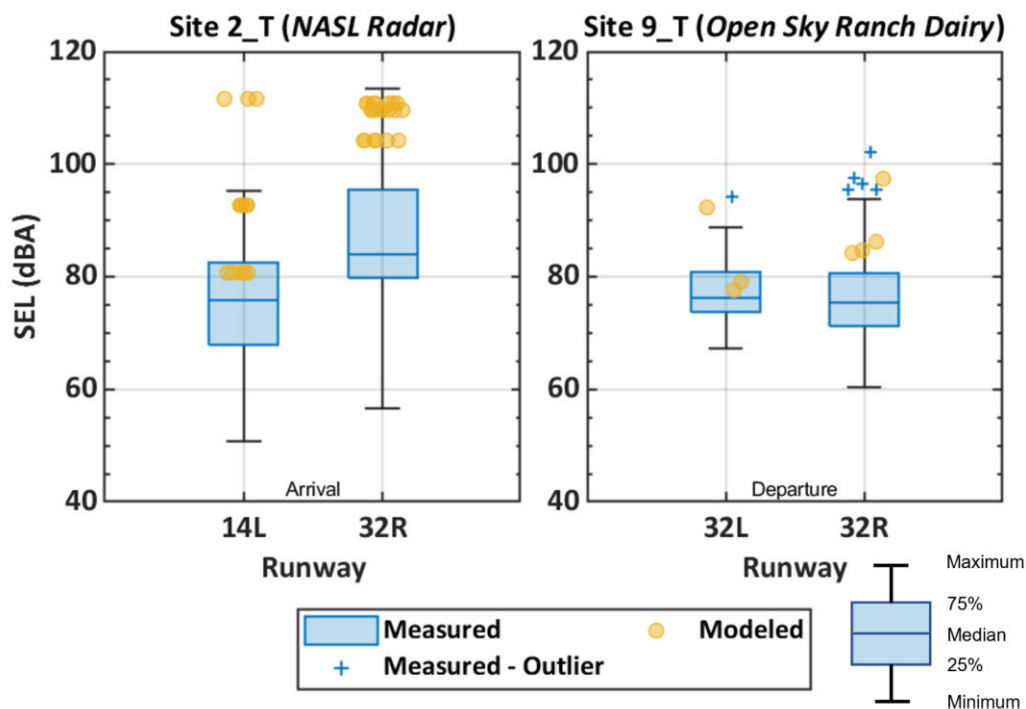 Site 2_T (NASL Radar)
Site 9_T (Open Sky Ranch Dairy)
SEL (dBA)
120
100
80
60
40
Arrival
14L
32R
Runway
120
100
80
60
40
Departure
32L
32R
Runway
Measured
Modeled
Measured - Outlier
Maximum
75%
Median
25%
Minimum